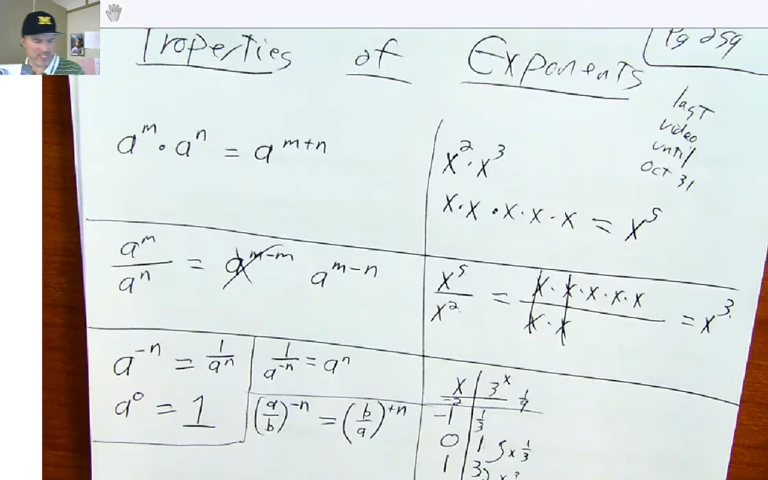 Properties of Exponents
Pg 259
last
video
until
Oct 31
a^m · a^n = a^(m+n)
x^2 · x^3
x · x · x · x · x = x^5
a^m / a^n = a^(m-m) a^(m-n)
x^5 / x^2 = x · x · x · x · x / x · x = x^3
a^(-n) = 1 / a^n
1 / a^(-n) = a^n
a^0 = 1
(a/b)^(-n) = (b/a)^(+n)
x | 3^x
-2 | 1/9
-1 | 1/3
0 | 1
x 1/3
1 | 3
M